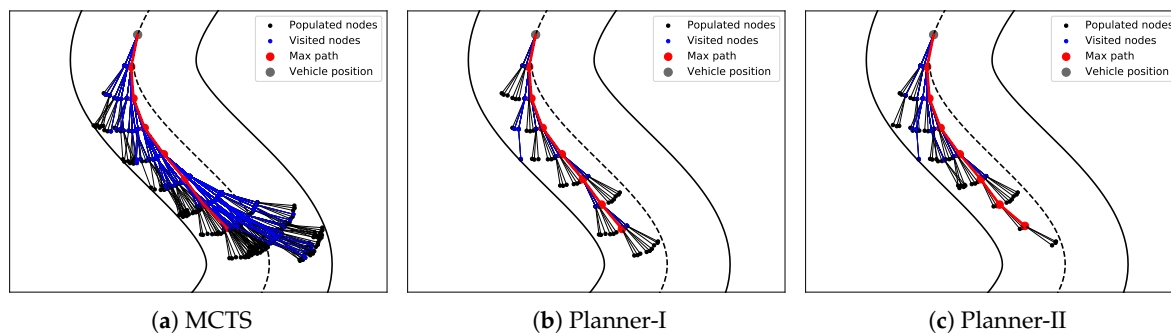 Populated nodes
Visited nodes
Max path
Vehicle position
Populated nodes
Visited nodes
Max path
Vehicle position
Populated nodes
Visited nodes
Max path
Vehicle position
(a) MCTS
(b) Planner-I
(c) Planner-II